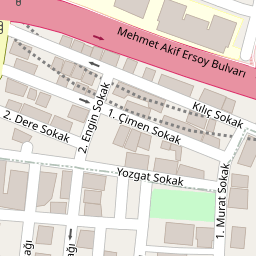 Mehmet Akif Ersoy Bulvarı
Kılıç Sokak
1. Çimen Sokak
2. Engin Sokak
2. Dere Sokak
Yozgat Sokak
1. Murat Sokak